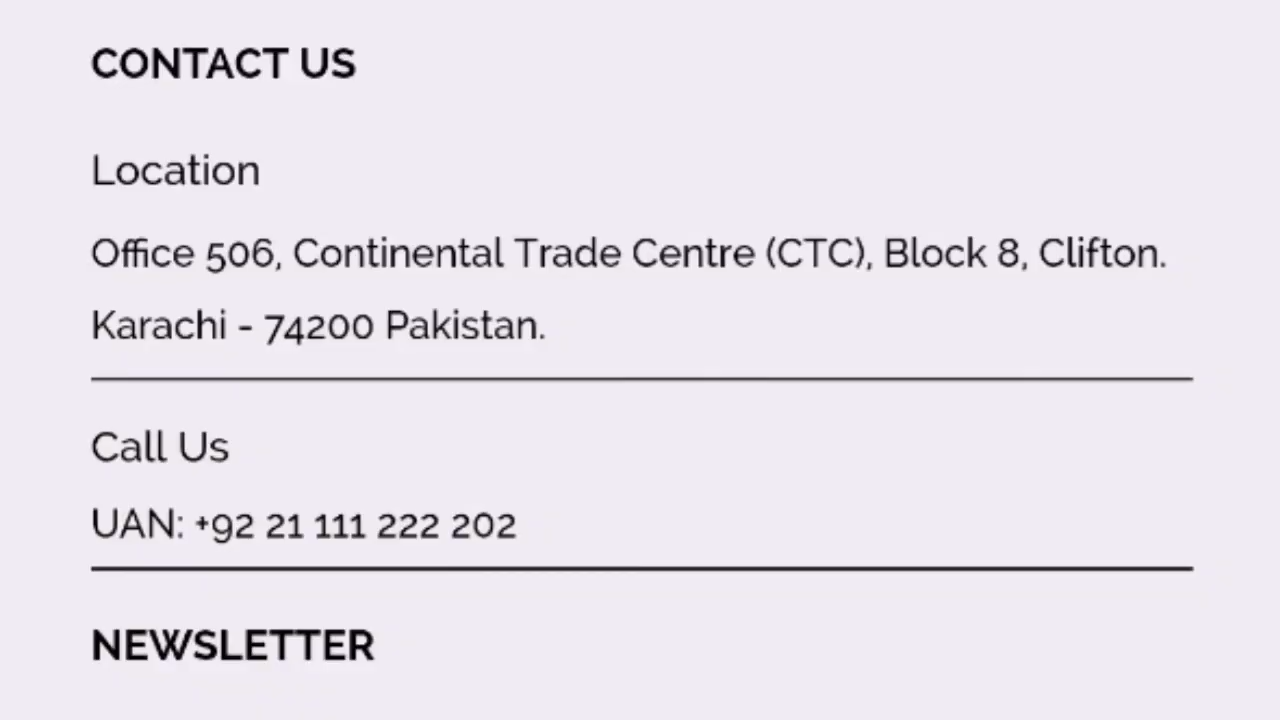 CONTACT US
Location
Office 506, Continental Trade Centre (CTC), Block 8, Clifton.
Karachi - 74200 Pakistan.
Call Us
UAN: +92 21 111 222 202
NEWSLETTER